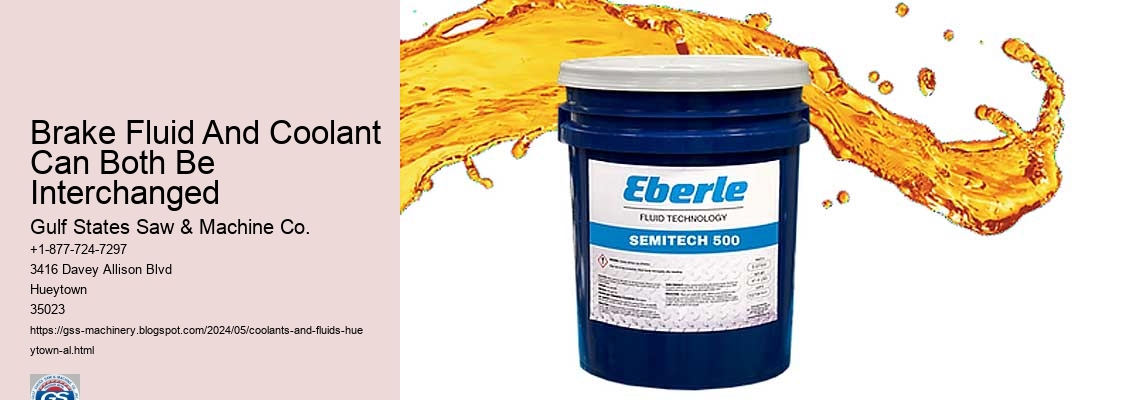 Brake Fluid And Coolant
Can Both Be
Interchanged
Gulf States Saw & Machine Co.
+1-877-724-7297
3416 Davey Allison Blvd
Hueytown
35023
https://gss-machinery.blogspot.com/2024/05/coolants-and-fluids-hue
ytown-al.html
GS
Eberle
FLUID TECHNOLOGY
SEMITECH 500